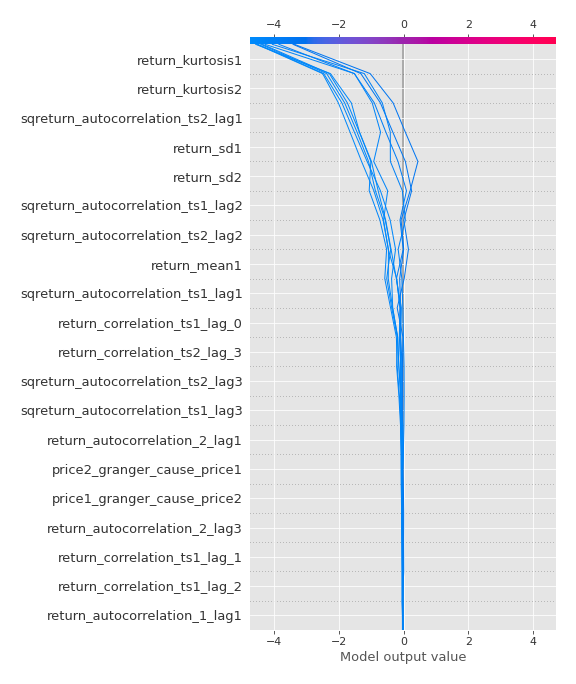 −4 −2 0 2 4
return_kurtosis1
return_kurtosis2
sqreturn_autocorrelation_ts2_lag1
return_sd1
return_sd2
sqreturn_autocorrelation_ts1_lag2
sqreturn_autocorrelation_ts2_lag2
return_mean1
sqreturn_autocorrelation_ts1_lag1
return_correlation_ts1_lag_0
return_correlation_ts2_lag_3
sqreturn_autocorrelation_ts2_lag3
sqreturn_autocorrelation_ts1_lag3
return_autocorrelation_2_lag1
price2_granger_cause_price1
price1_granger_cause_price2
return_autocorrelation_2_lag3
return_correlation_ts1_lag_1
return_correlation_ts1_lag_2
return_autocorrelation_1_lag1
−4 −2 0 2 4
Model output value